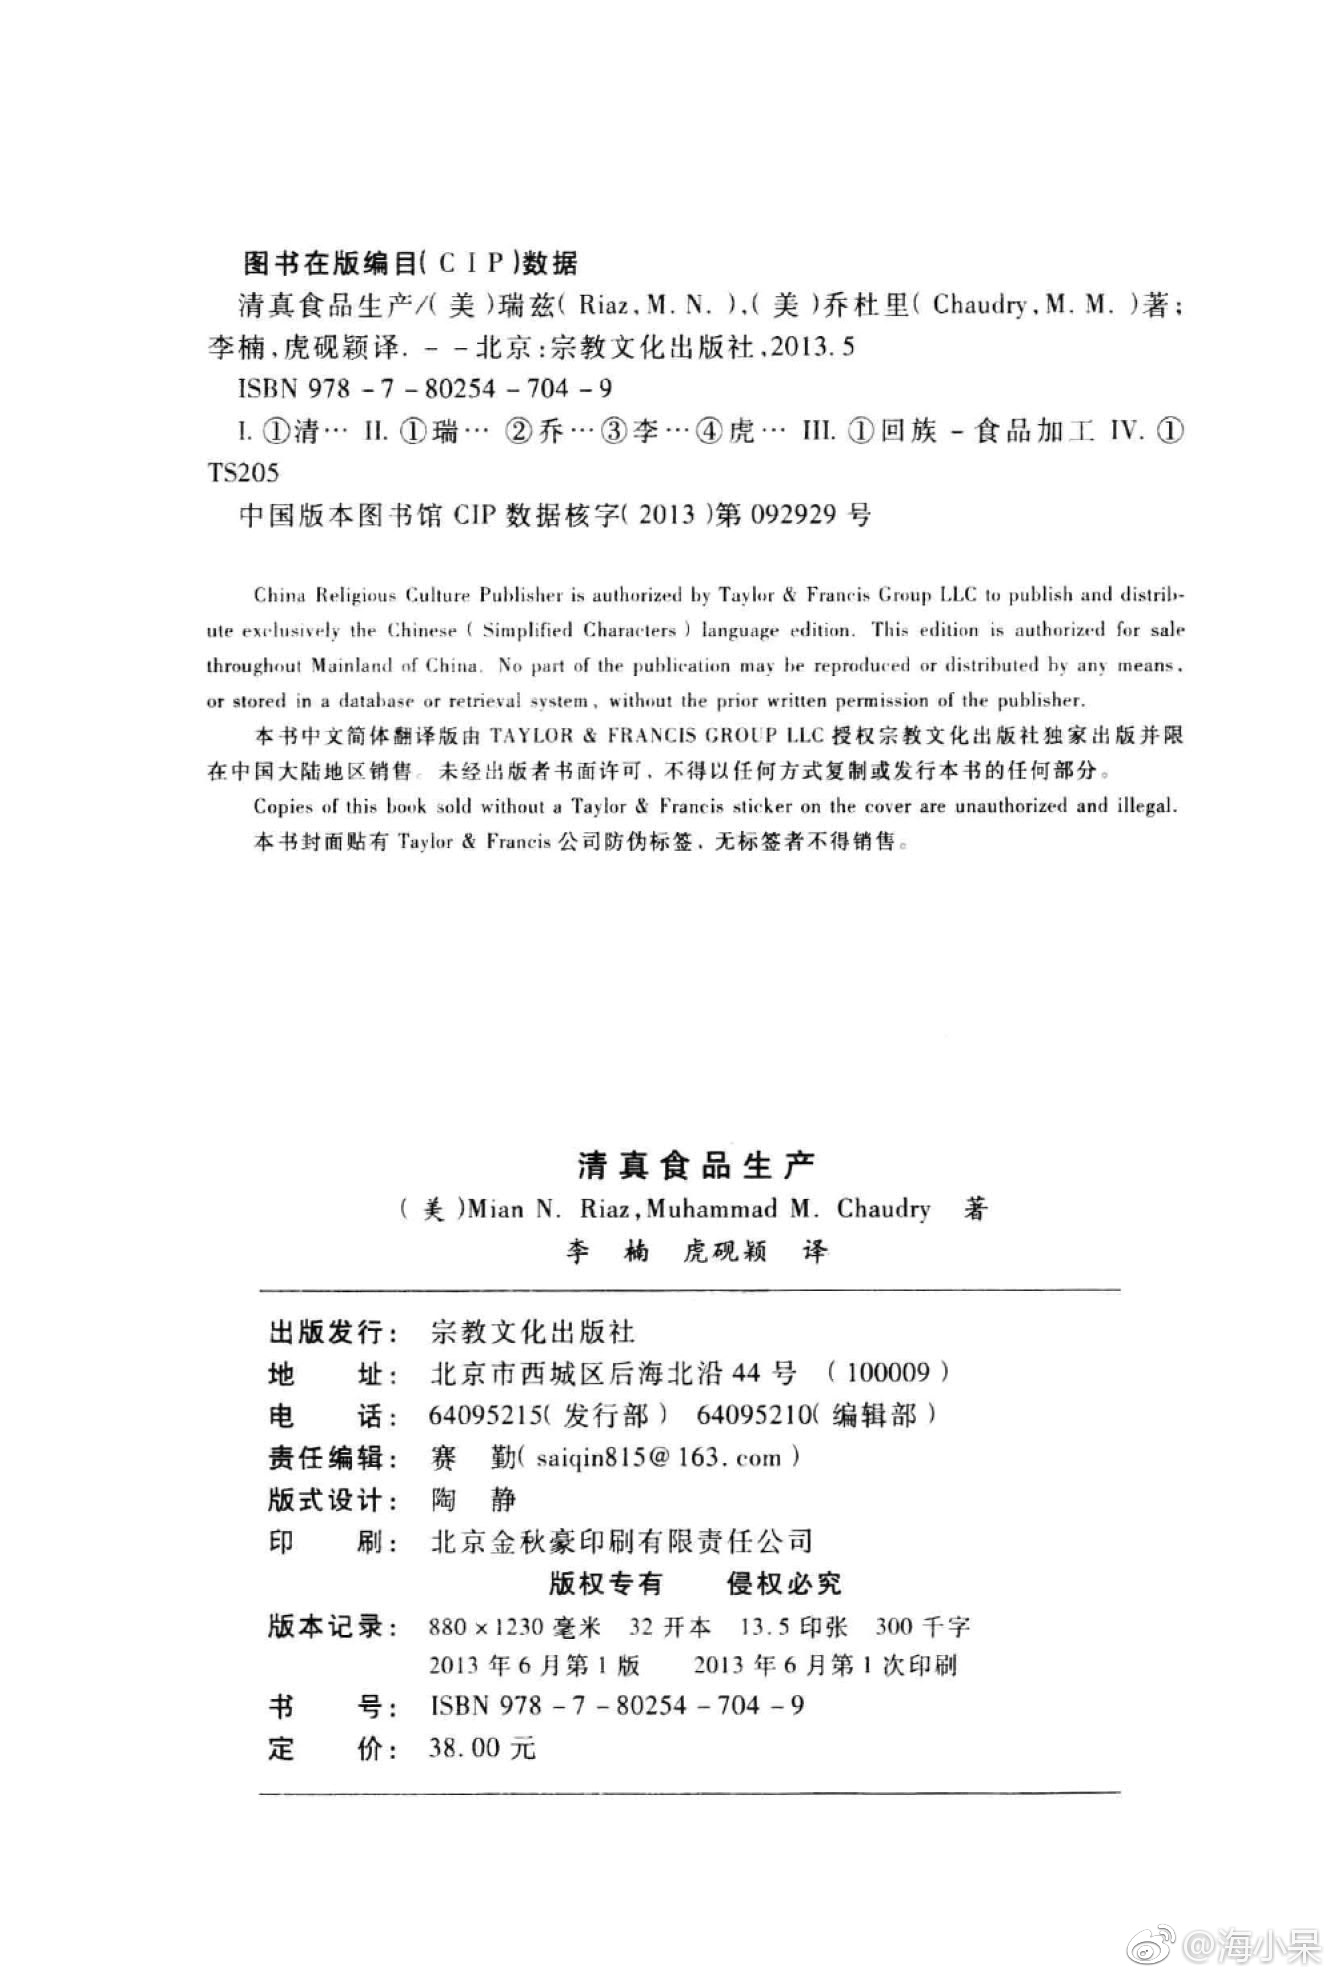 图书在版编目(CIP)数据
清真食品生产/(美)瑞兹(Riaz,M.N.),(美)乔杜里(Chaudry,M.M.)著;
李楠,虎砚颖译.--北京:宗教文化出版社,2013.5
ISBN 978-7-80254-704-9
I.①清… II.①瑞… ②乔…③李…④虎… III.①回族-食品加工 IV.①
TS205
中国版本图书馆 CIP 数据核字(2013)第 092929 号
China Religious Culture Publisher is authorized by Taylor & Francis Group LLC to publish and distrib-
ute exclusively the Chinese (Simplified Characters) language edition. This edition is authorized for sale
throughout Mainland of China. No part of the publication may be reproduced or distributed by any means,
or stored in a database or retrieval system, without the prior written permission of the publisher.
本书中文简体翻译版由 TAYLOR & FRANCIS GROUP LLC 授权宗教文化出版社独家出版并限
在中国大陆地区销售。未经出版者书面许可,不得以任何方式复制或发行本书的任何部分。
Copies of this book sold without a Taylor & Francis sticker on the cover are unauthorized and illegal.
本书封面贴有 Taylor & Francis 公司防伪标签,无标签者不得销售。
清真食品生产
(美)Mian N. Riaz,Muhammad M. Chaudry 著
李 楠 虎砚颖 译
出版发行: 宗教文化出版社
地 址: 北京市西城区后海北沿 44 号 (100009)
电 话: 64095215(发行部) 64095210(编辑部)
责任编辑: 赛 勤(saiqin815@163.com)
版式设计: 陶 静
印 刷: 北京金秋豪印刷有限责任公司
版权专有 侵权必究
版本记录: 880×1230 毫米 32 开本 13.5 印张 300 千字
2013 年 6 月第 1 版 2013 年 6 月第 1 次印刷
书 号: ISBN 978-7-80254-704-9
定 价: 38.00 元
@海小呆